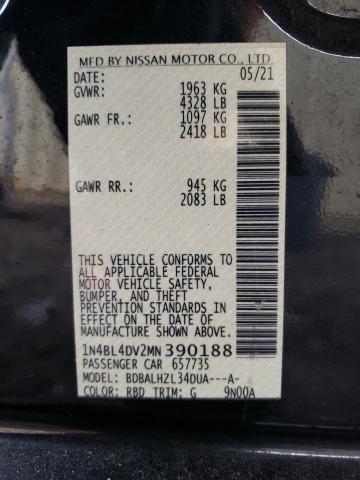 MFD BY NISSAN MOTOR CO., LTD.
DATE: 05/21
GVWR: 1963 KG
4328 LB
GAWR FR.: 1097 KG
2418 LB
GAWR RR.: 945 KG
2083 LB
THIS VEHICLE CONFORMS TO
ALL APPLICABLE FEDERAL
MOTOR VEHICLE SAFETY,
BUMPER, AND THEFT
PREVENTION STANDARDS IN
EFFECT ON THE DATE OF
MANUFACTURE SHOWN ABOVE.
1N4BL4DV2MN390188
PASSENGER CAR 657735
MODEL: BDBALHZL34DUA---A-
COLOR: RBD TRIM: G 9N00A